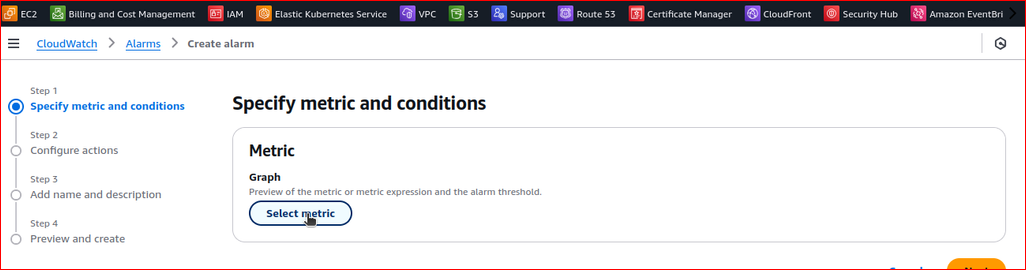 EC2 Billing and Cost Management IAM Elastic Kubernetes Service VPC S3 Support Route 53 Certificate Manager CloudFront Security Hub Amazon EventBri
CloudWatch Alarms Create alarm
Step 1
Specify metric and conditions
Step 2
Configure actions
Step 3
Add name and description
Step 4
Preview and create
Specify metric and conditions
Metric
Graph
Preview of the metric or metric expression and the alarm threshold.
Select metric